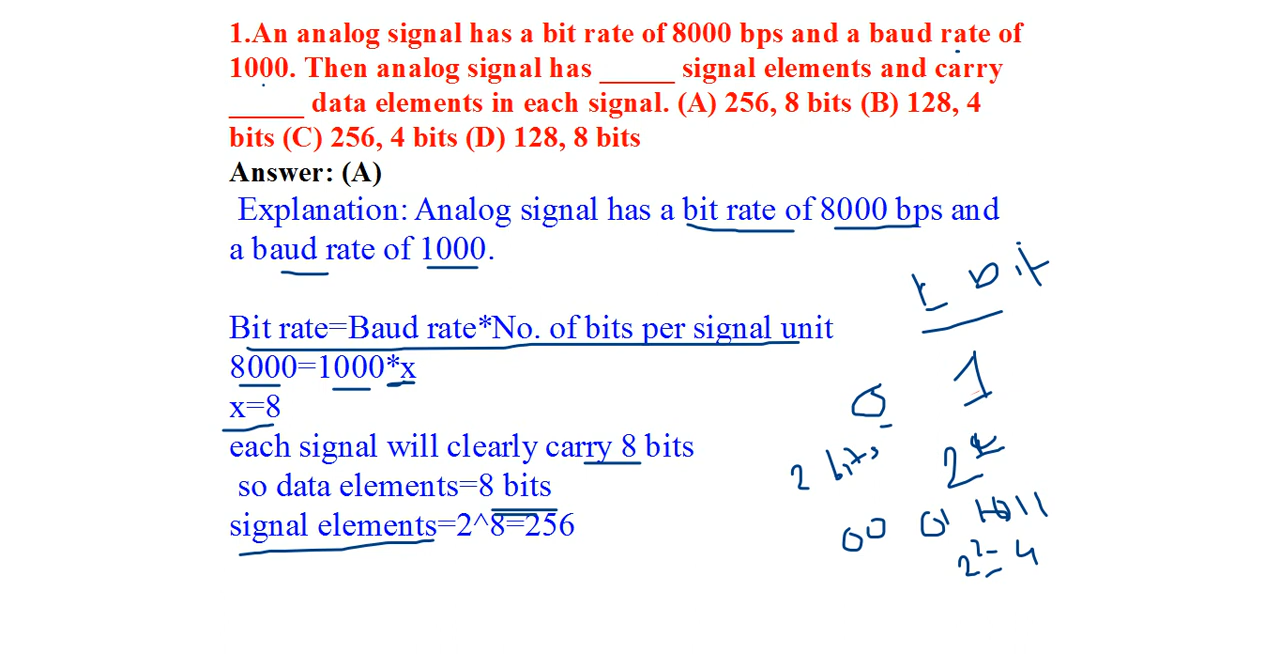 1.An analog signal has a bit rate of 8000 bps and a baud rate of
1000. Then analog signal has _____ signal elements and carry
_____ data elements in each signal. (A) 256, 8 bits (B) 128, 4
bits (C) 256, 4 bits (D) 128, 8 bits
Answer: (A)
Explanation: Analog signal has a bit rate of 8000 bps and
a baud rate of 1000.
bit
Bit rate=Baud rate*No. of bits per signal unit
8000=1000*x
1
x=8
0
each signal will clearly carry 8 bits
2 bits
so data elements=8 bits
signal elements=2^8=256
00 01 10 11
2²=4